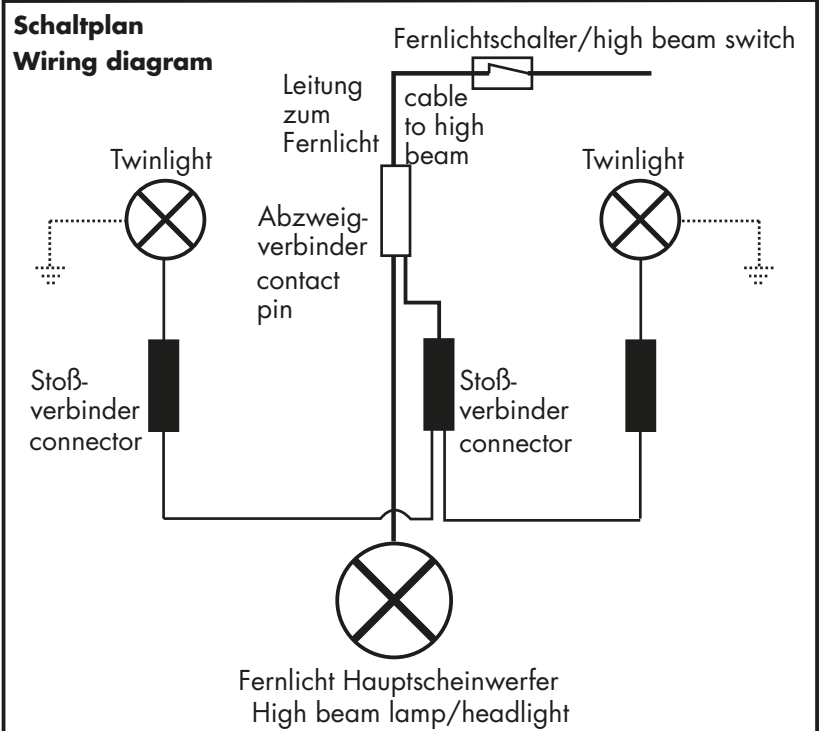 Schaltplan
Wiring diagram
Fernlichtschalter/high beam switch
Leitung
zum
Fernlicht
cable
to high
beam
Twinlight
Twinlight
Abzweig-
verbinder
contact
pin
Stoß-
verbinder
connector
Stoß-
verbinder
connector
Fernlicht Hauptscheinwerfer
High beam lamp/headlight